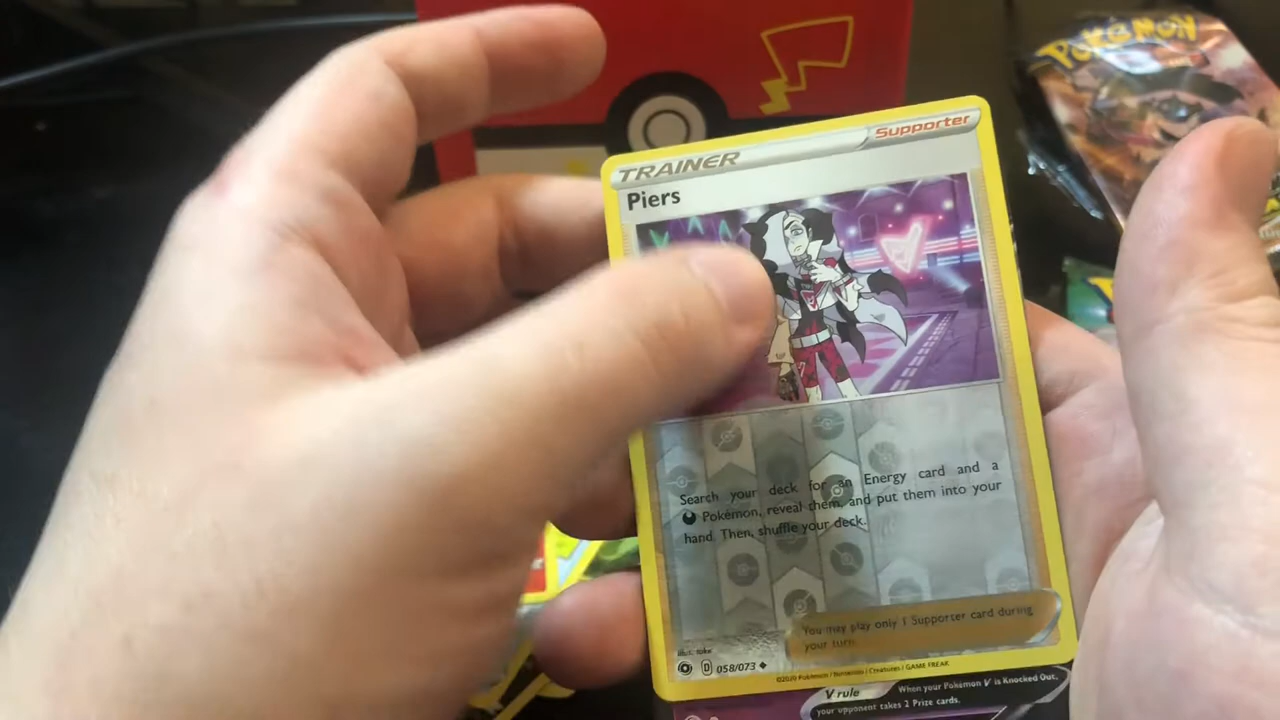 POKÉMON
TRAINER
Supporter
Piers
Search your deck for an Energy card and a
Pokémon, reveal them, and put them into your
hand. Then, shuffle your deck.
You may play only 1 Supporter card during
your turn.
Illus.
D 058/073
©2020 Pokémon / Nintendo / Creatures / GAME FREAK
V rule
When your Pokémon V is Knocked Out,
your opponent takes 2 Prize cards.